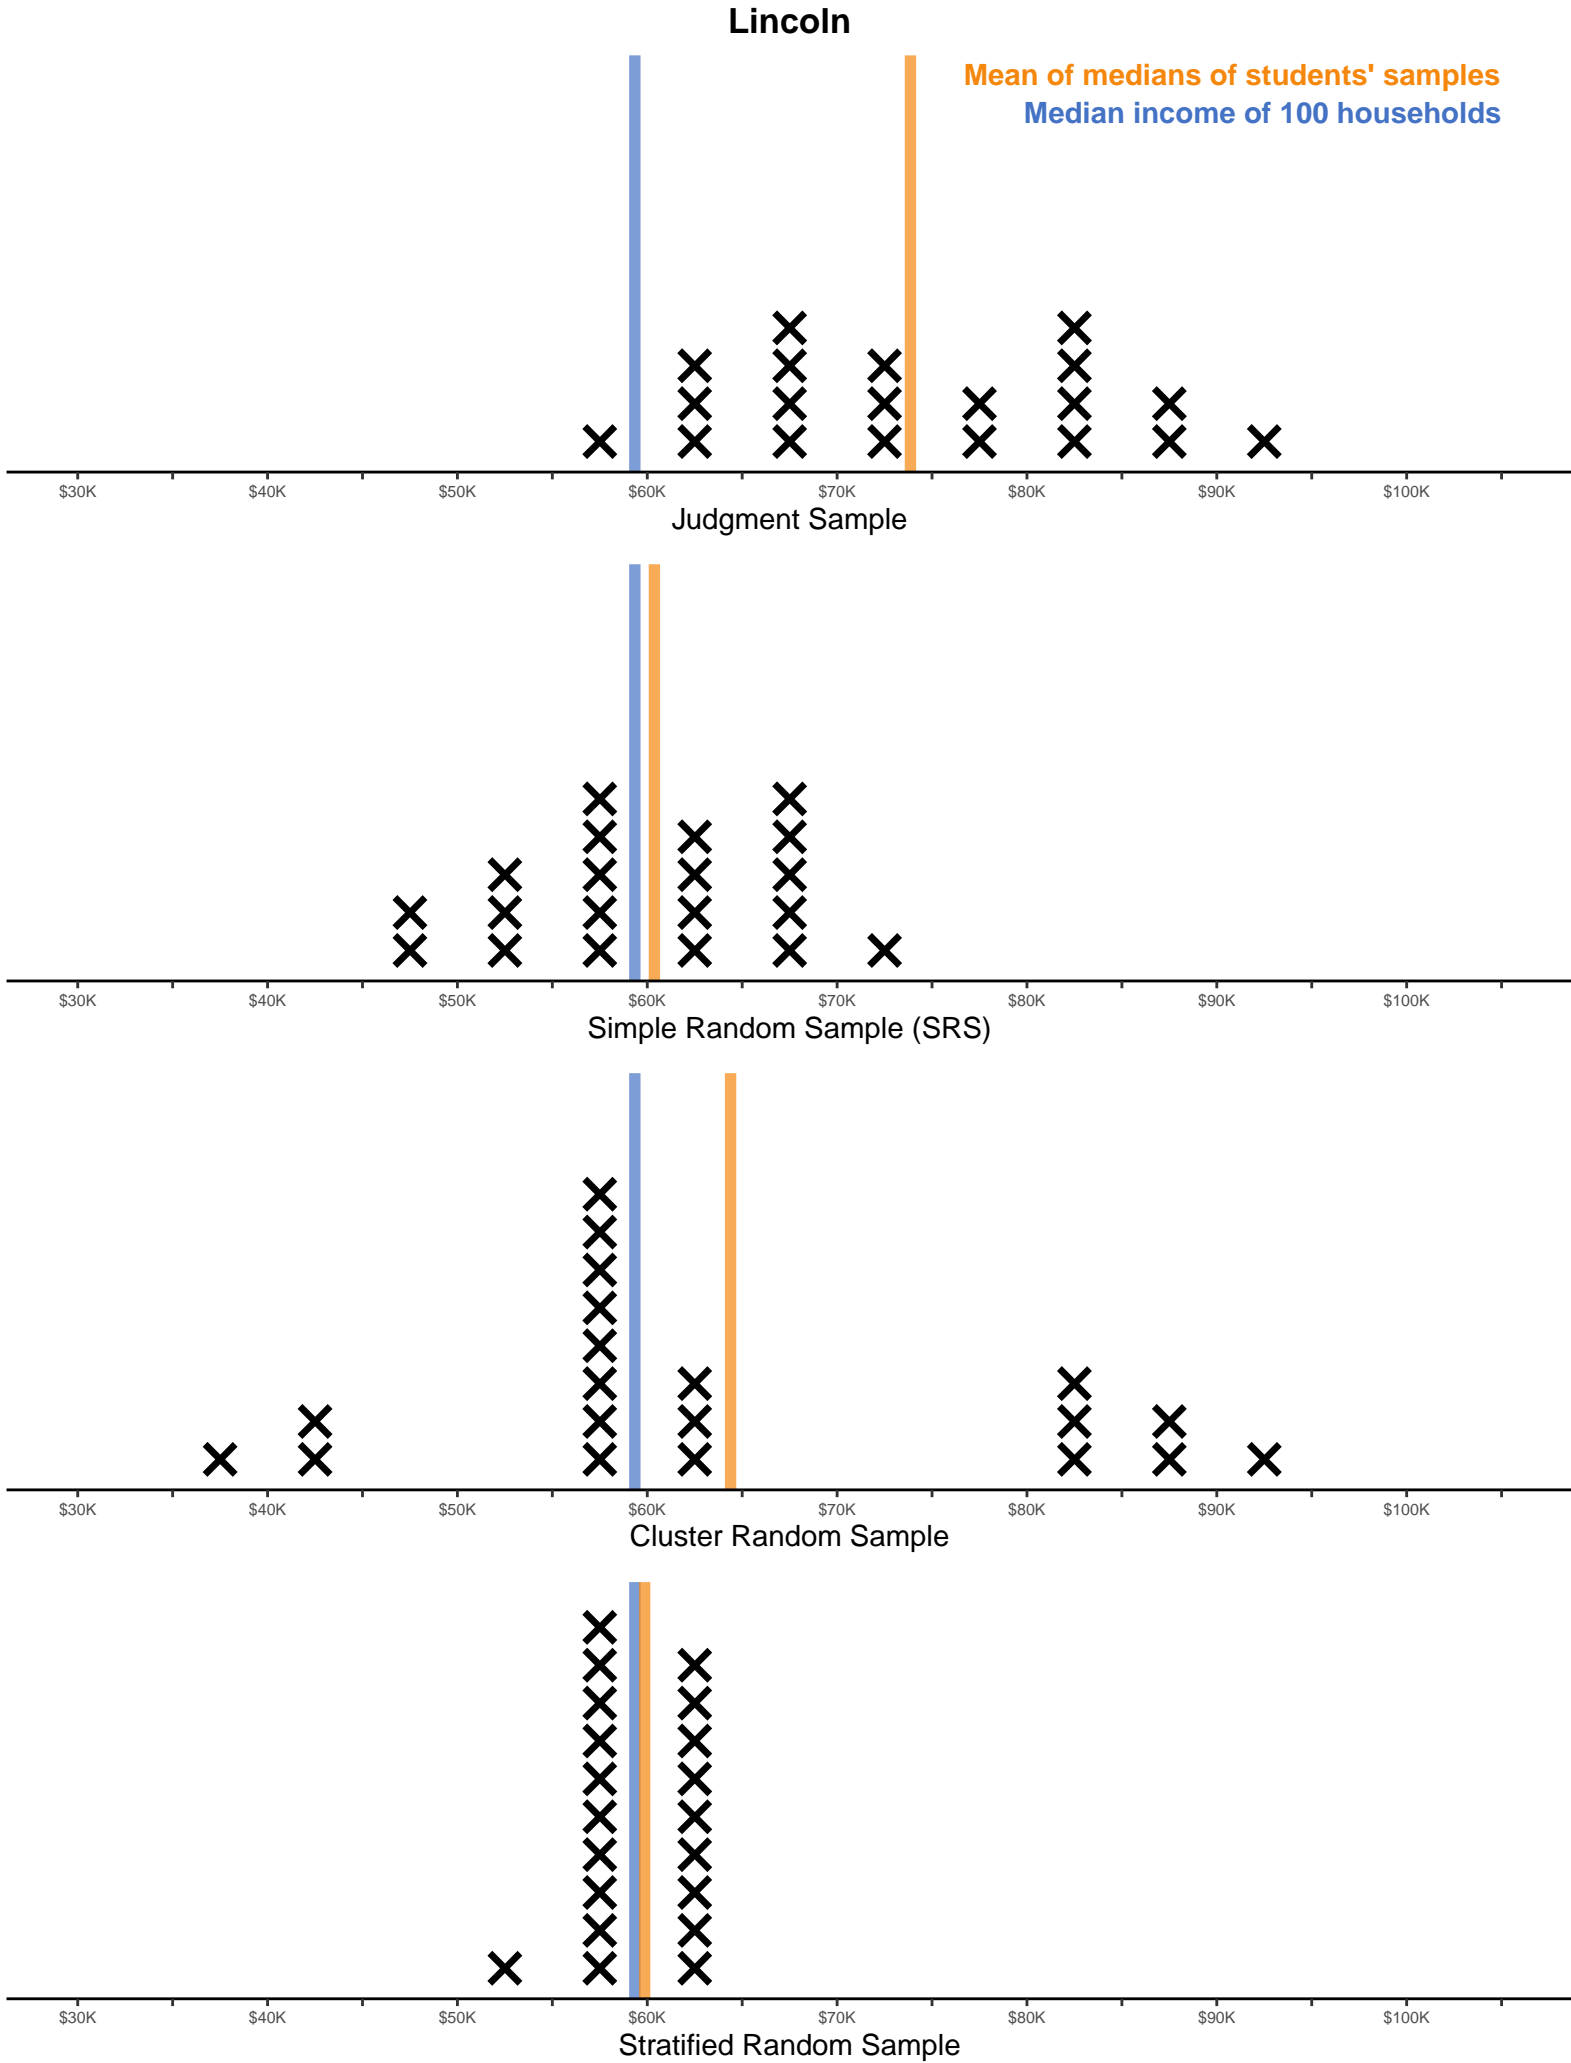 Lincoln
Mean of medians of students' samples
Median income of 100 households
$30K $40K $50K $60K $70K $80K $90K $100K
Judgment Sample
$30K $40K $50K $60K $70K $80K $90K $100K
Simple Random Sample (SRS)
$30K $40K $50K $60K $70K $80K $90K $100K
Cluster Random Sample
$30K $40K $50K $60K $70K $80K $90K $100K
Stratified Random Sample